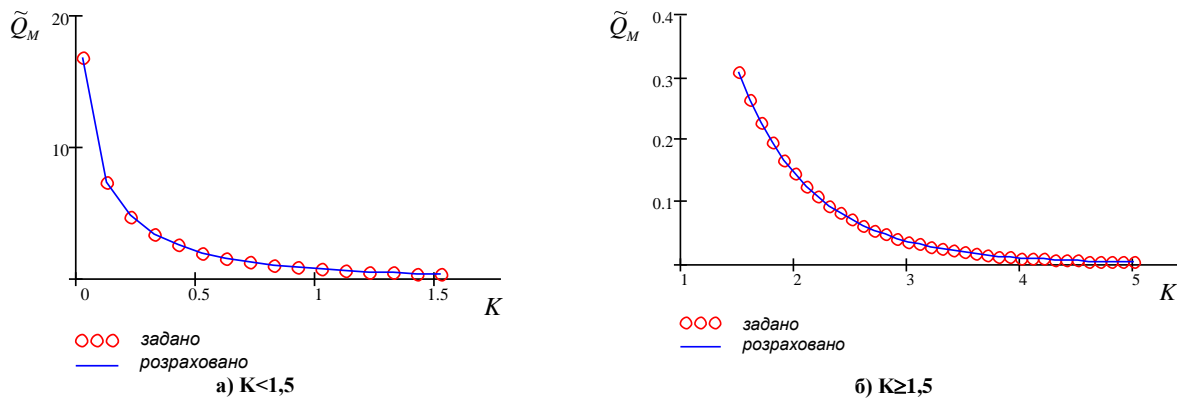 20
Q̃M
10
0
0.5
1
1.5
K
задано
розраховано
а) K<1,5
0.4
Q̃M
0.3
0.2
0.1
1
2
3
4
5
K
задано
розраховано
б) K≥1,5